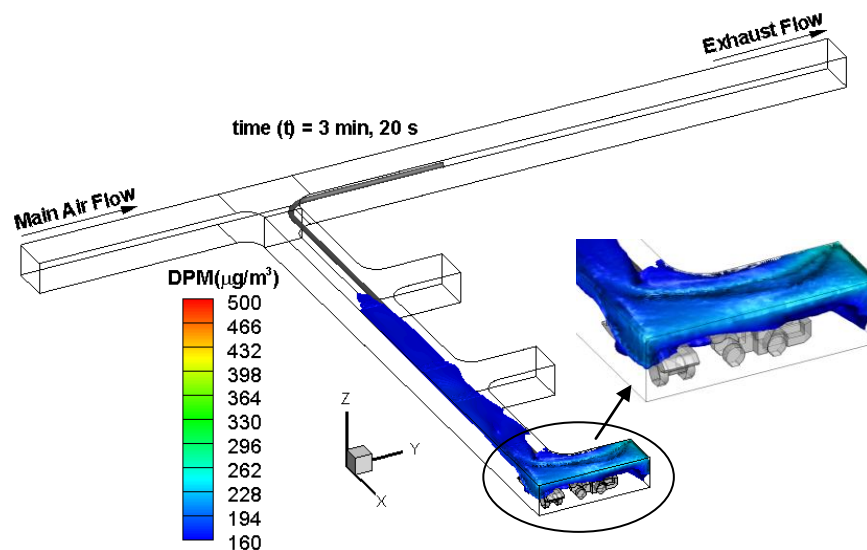 Exhaust Flow
time (t) = 3 min, 20 s
Main Air Flow
DPM(μg/m³)
500
466
432
398
364
330
296
262
228
194
160
Z
Y
X